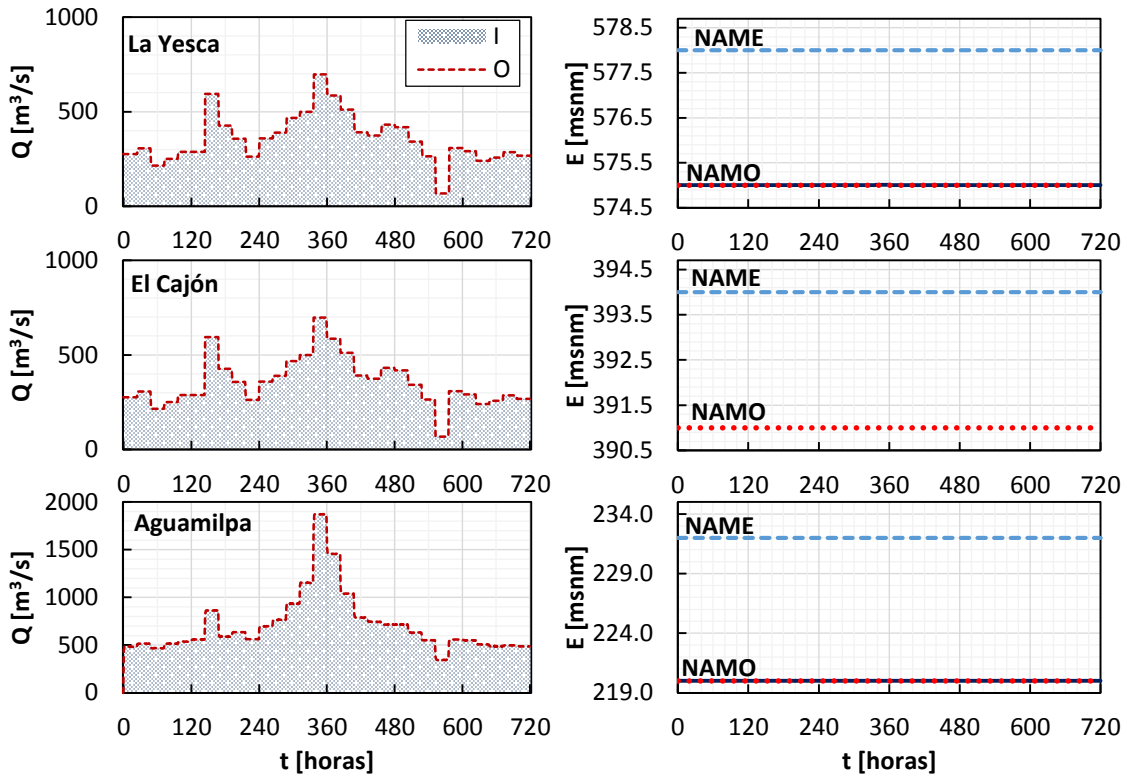 La Yesca
I
O
Q [m³/s]
1000
500
0
0 120 240 360 480 600 720
NAME
NAMO
E [msnm]
578.5
577.5
576.5
575.5
574.5
0 120 240 360 480 600 720
El Cajón
Q [m³/s]
1000
500
0
0 120 240 360 480 600 720
NAME
NAMO
E [msnm]
394.5
393.5
392.5
391.5
390.5
0 120 240 360 480 600 720
Aguamilpa
Q [m³/s]
2000
1500
1000
500
0
0 120 240 360 480 600 720
t [horas]
NAME
NAMO
E [msnm]
234.0
229.0
224.0
219.0
0 120 240 360 480 600 720
t [horas]